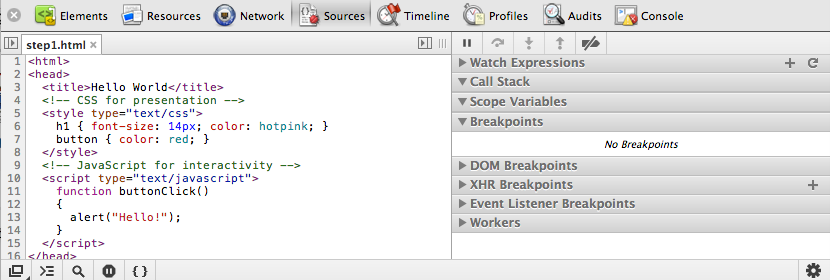 Elements Resources Network Sources Timeline Profiles Audits Console
step1.html ×
1 <html>
2 <head>
3 <title>Hello World</title>
4 <!-- CSS for presentation -->
5 <style type="text/css">
6 h1 { font-size: 14px; color: hotpink; }
7 button { color: red; }
8 </style>
9 <!-- JavaScript for interactivity -->
10 <script type="text/javascript">
11 function buttonClick()
12 {
13 alert("Hello!");
14 }
15 </script>
16 </head>
Watch Expressions
Call Stack
Scope Variables
Breakpoints
No Breakpoints
DOM Breakpoints
XHR Breakpoints
Event Listener Breakpoints
Workers